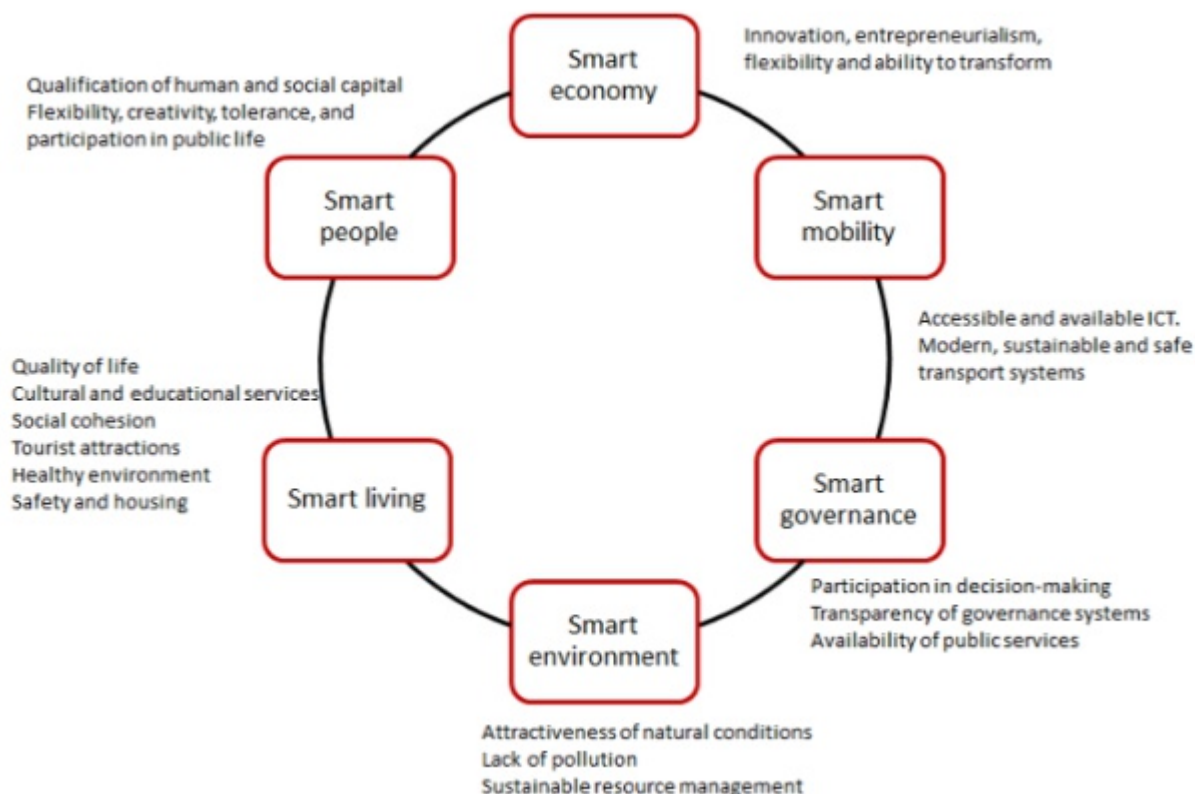 Smart
economy
Innovation, entrepreneurialism,
flexibility and ability to transform
Smart
mobility
Accessible and available ICT.
Modern, sustainable and safe
transport systems
Smart
governance
Participation in decision-making
Transparency of governance systems
Availability of public services
Smart
environment
Attractiveness of natural conditions
Lack of pollution
Sustainable resource management
Smart living
Quality of life
Cultural and educational services
Social cohesion
Tourist attractions
Healthy environment
Safety and housing
Smart
people
Qualification of human and social capital
Flexibility, creativity, tolerance, and
participation in public life